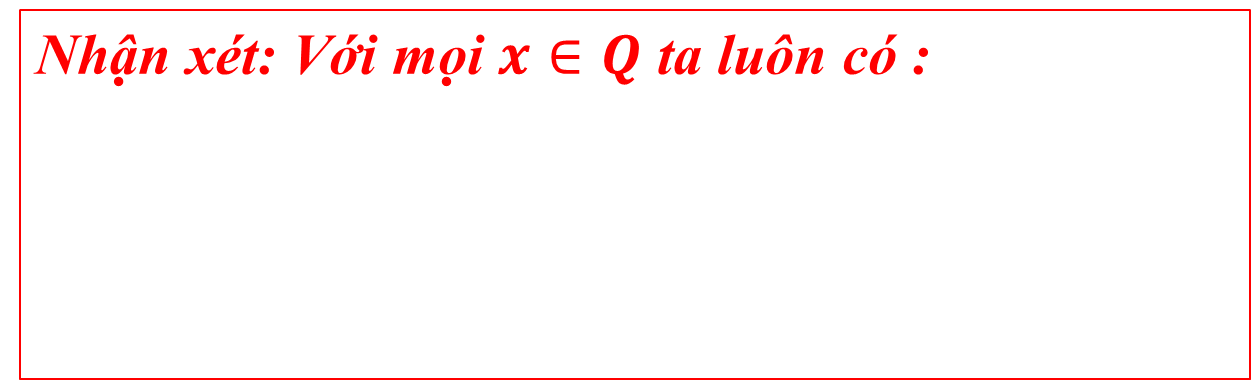 Nhận xét: Với mọi x ∈ Q ta luôn có :